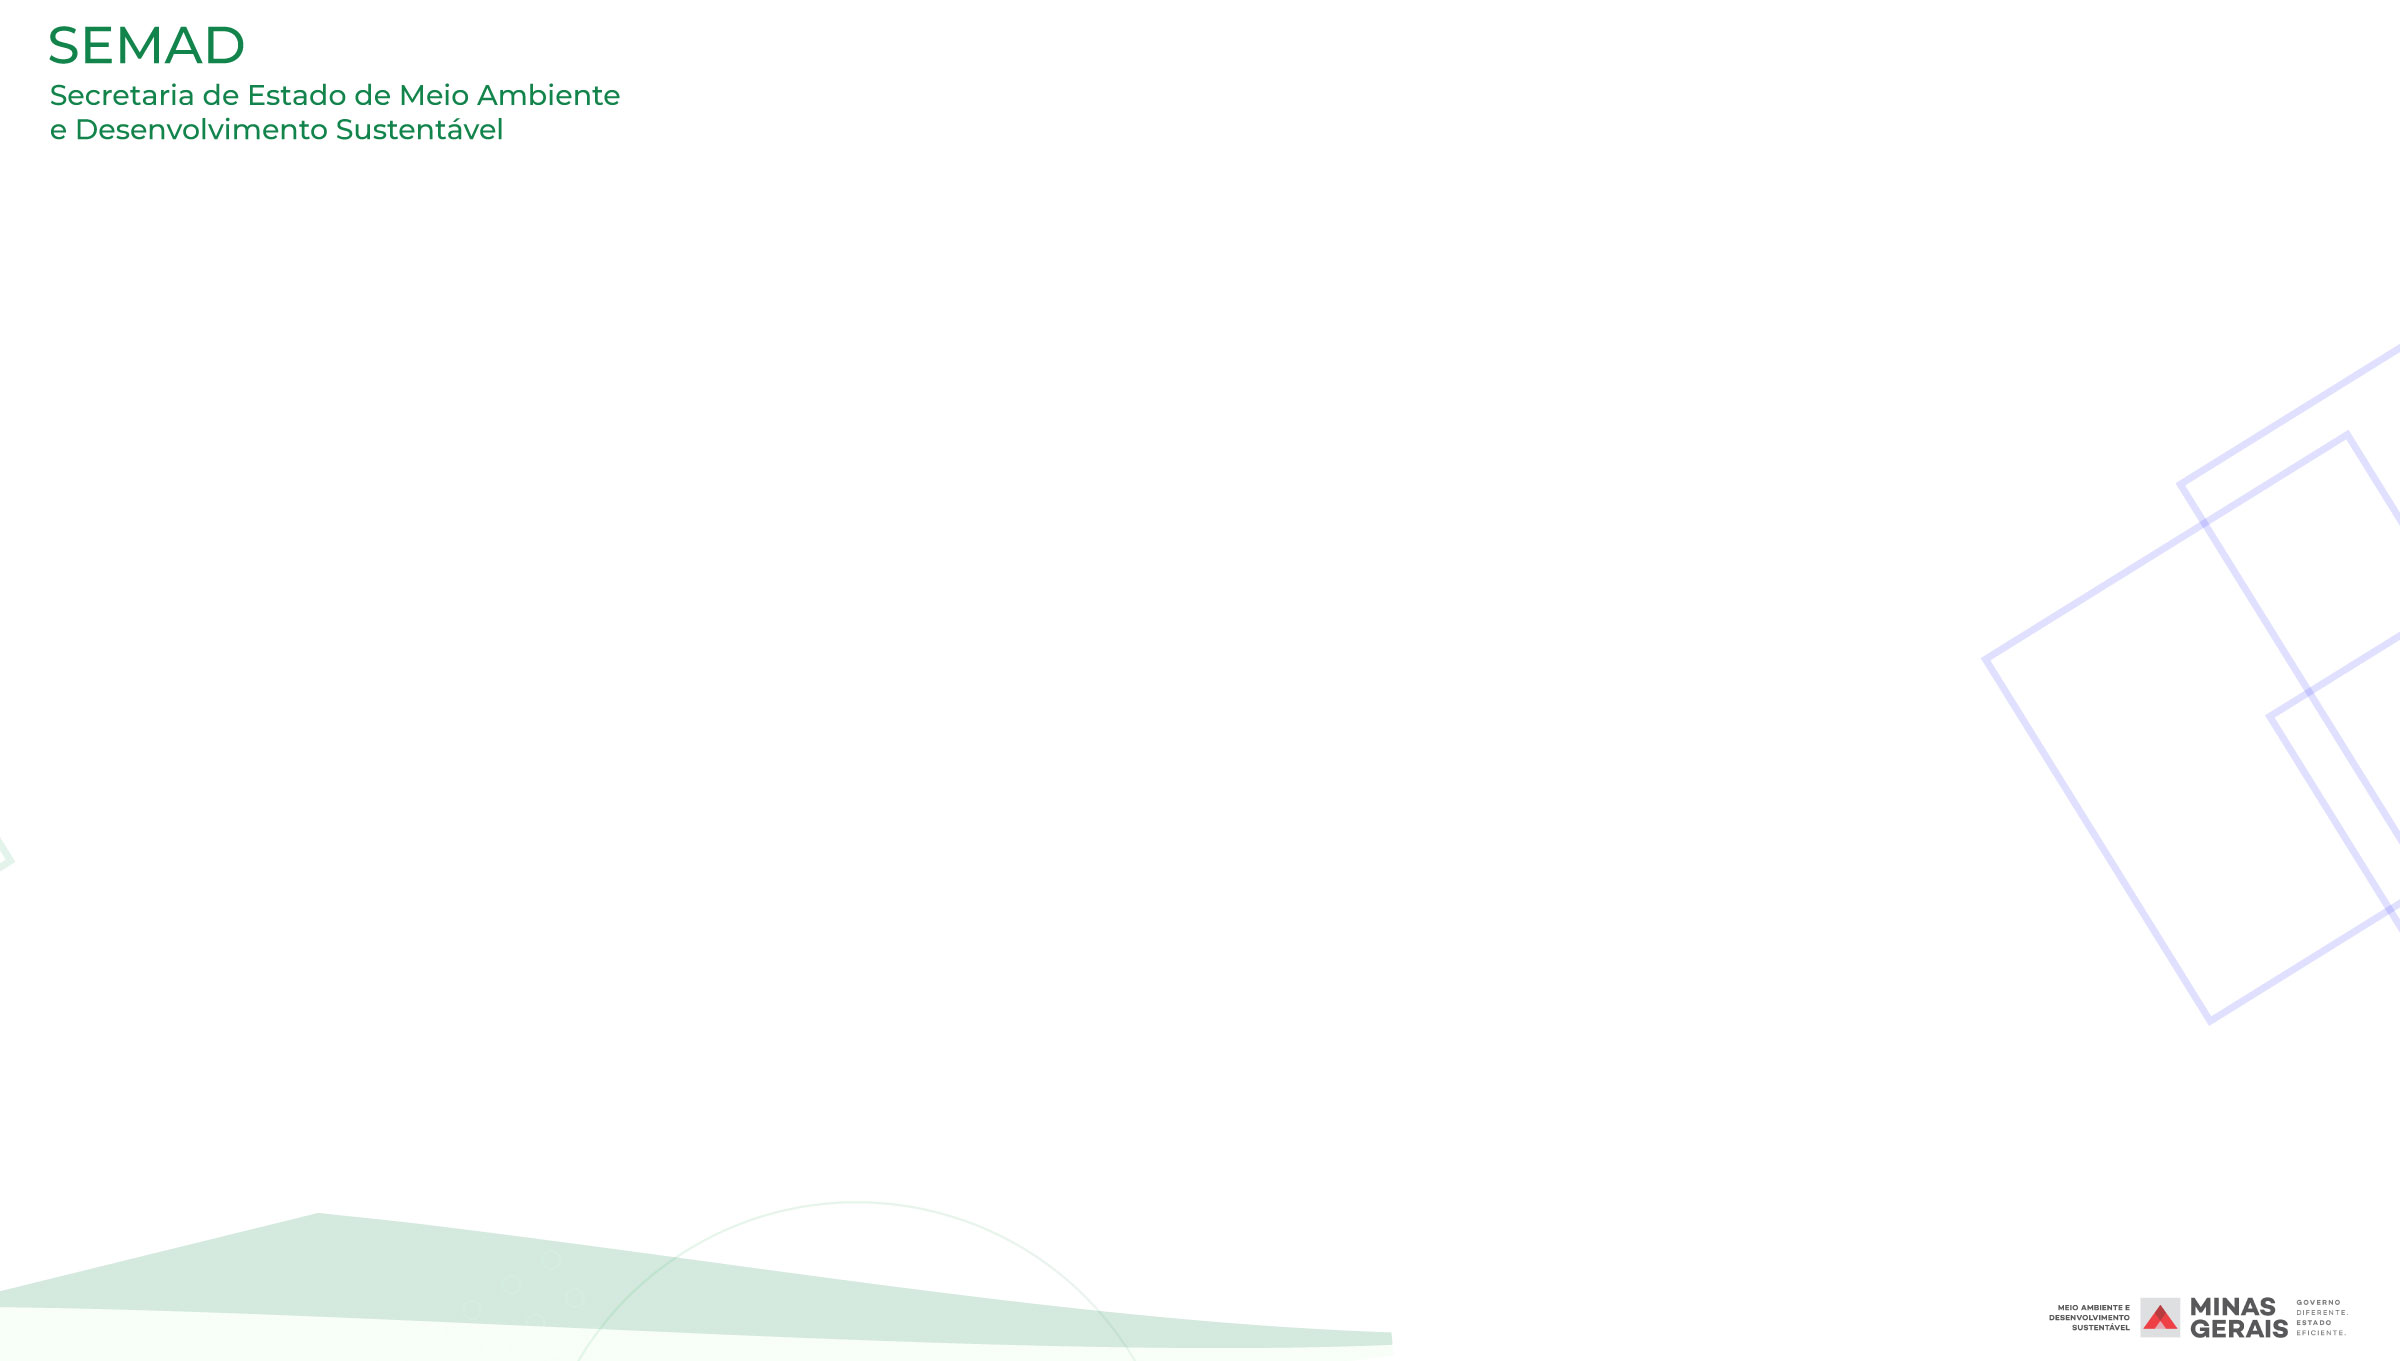 SEMAD
Secretaria de Estado de Meio Ambiente
e Desenvolvimento Sustentável
MEIO AMBIENTE E
DESENVOLVIMENTO
SUSTENTÁVEL
MINAS
GERAIS
GOVERNO
DIFERENTE.
ESTADO
EFICIENTE.